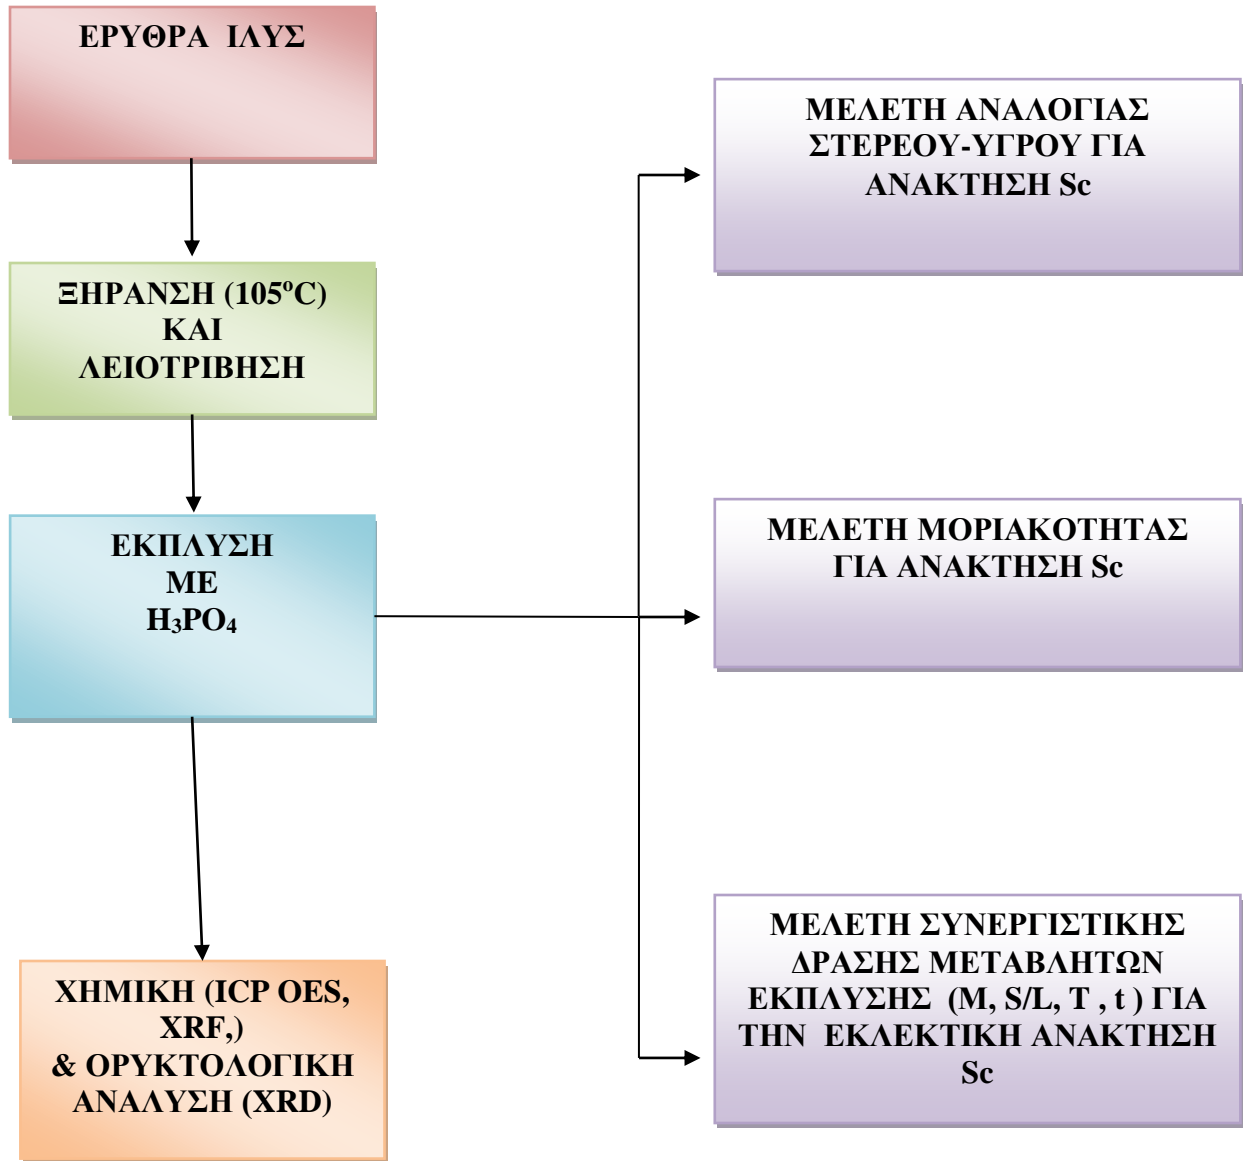 ΕΡΥΘΡΑ ΙΛΥΣ
ΞΗΡΑΝΣΗ (105ºC)
ΚΑΙ
ΛΕΙΟΤΡΙΒΗΣΗ
ΕΚΠΛΥΣΗ
ΜΕ
H₃PO₄
ΧΗΜΙΚΗ (ICP OES,
XRF,)
& ΟΡΥΚΤΟΛΟΓΙΚΗ
ΑΝΑΛΥΣΗ (XRD)
ΜΕΛΕΤΗ ΑΝΑΛΟΓΙΑΣ
ΣΤΕΡΕΟΥ-ΥΓΡΟΥ ΓΙΑ
ΑΝΑΚΤΗΣΗ Sc
ΜΕΛΕΤΗ ΜΟΡΙΑΚΟΤΗΤΑΣ
ΓΙΑ ΑΝΑΚΤΗΣΗ Sc
ΜΕΛΕΤΗ ΣΥΝΕΡΓΙΣΤΙΚΗΣ
ΔΡΑΣΗΣ ΜΕΤΑΒΛΗΤΩΝ
ΕΚΠΛΥΣΗΣ (M, S/L, T , t ) ΓΙΑ
ΤΗΝ ΕΚΛΕΚΤΙΚΗ ΑΝΑΚΤΗΣΗ
Sc